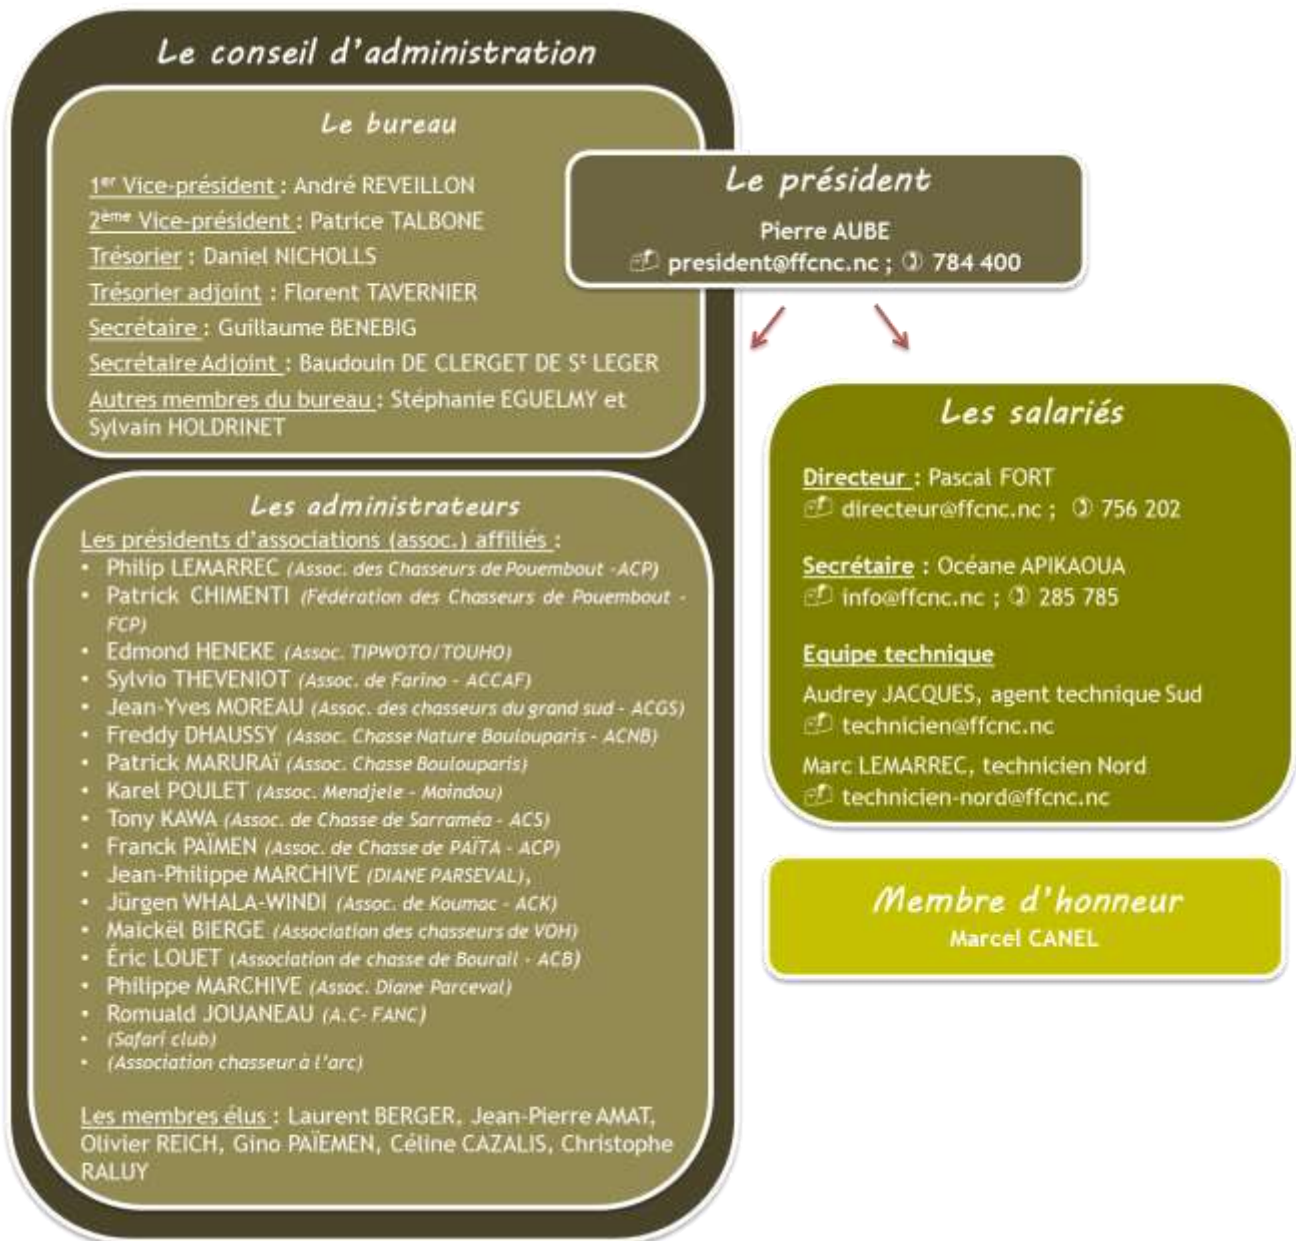 Le conseil d'administration
Le bureau
1er Vice-président : André REVEILLON
2ème Vice-président : Patrice TALBONE
Trésorier : Daniel NICHOLLS
Trésorier adjoint : Florent TAVERNIER
Secrétaire : Guillaume BENEBIG
Secrétaire Adjoint : Baudouin DE CLERGET DE St LEGER
Autres membres du bureau : Stéphanie EGUELMY et
Sylvain HOLDRINET
Le président
Pierre AUBE
president@ffcnc.nc ; 784 400
Les administrateurs
Les présidents d'associations (assoc.) affiliés :
• Philip LEMARREC (Assoc. des Chasseurs de Pouembout -ACP)
• Patrick CHIMENTI (Fédération des Chasseurs de Pouembout -
FCP)
• Edmond HENEKE (Assoc. TIPWOTO/TOUHO)
• Sylvio THEVENIOT (Assoc. de Farino - ACCAF)
• Jean-Yves MOREAU (Assoc. des chasseurs du grand sud - ACGS)
• Freddy DHAUSSY (Assoc. Chasse Nature Boulouparis - ACNB)
• Patrick MARURAÏ (Assoc. Chasse Boulouparis)
• Karel POULET (Assoc. Mendjele - Moindou)
• Tony KAWA (Assoc. de Chasse de Sarraméa - ACS)
• Franck PAÏMEN (Assoc. de Chasse de PAÏTA - ACP)
• Jean-Philippe MARCHIVE (DIANE PARSEVAL),
• Jürgen WHALA-WINDI (Assoc. de Koumac - ACK)
• Maickël BIERGE (Association des chasseurs de VOH)
• Éric LOUET (Association de chasse de Bourail - ACB)
• Philippe MARCHIVE (Assoc. Diane Parceval)
• Romuald JOUANEAU (A.C- FANC)
• (Safari club)
• (Association chasseur à l'arc)
Les membres élus : Laurent BERGER, Jean-Pierre AMAT,
Olivier REICH, Gino PAÏEMEN, Céline CAZALIS, Christophe
RALUY
Les salariés
Directeur : Pascal FORT
directeur@ffcnc.nc ; 756 202
Secrétaire : Océane APIKAOUA
info@ffcnc.nc ; 285 785
Equipe technique
Audrey JACQUES, agent technique Sud
technicien@ffcnc.nc
Marc LEMARREC, technicien Nord
technicien-nord@ffcnc.nc
Membre d'honneur
Marcel CANEL